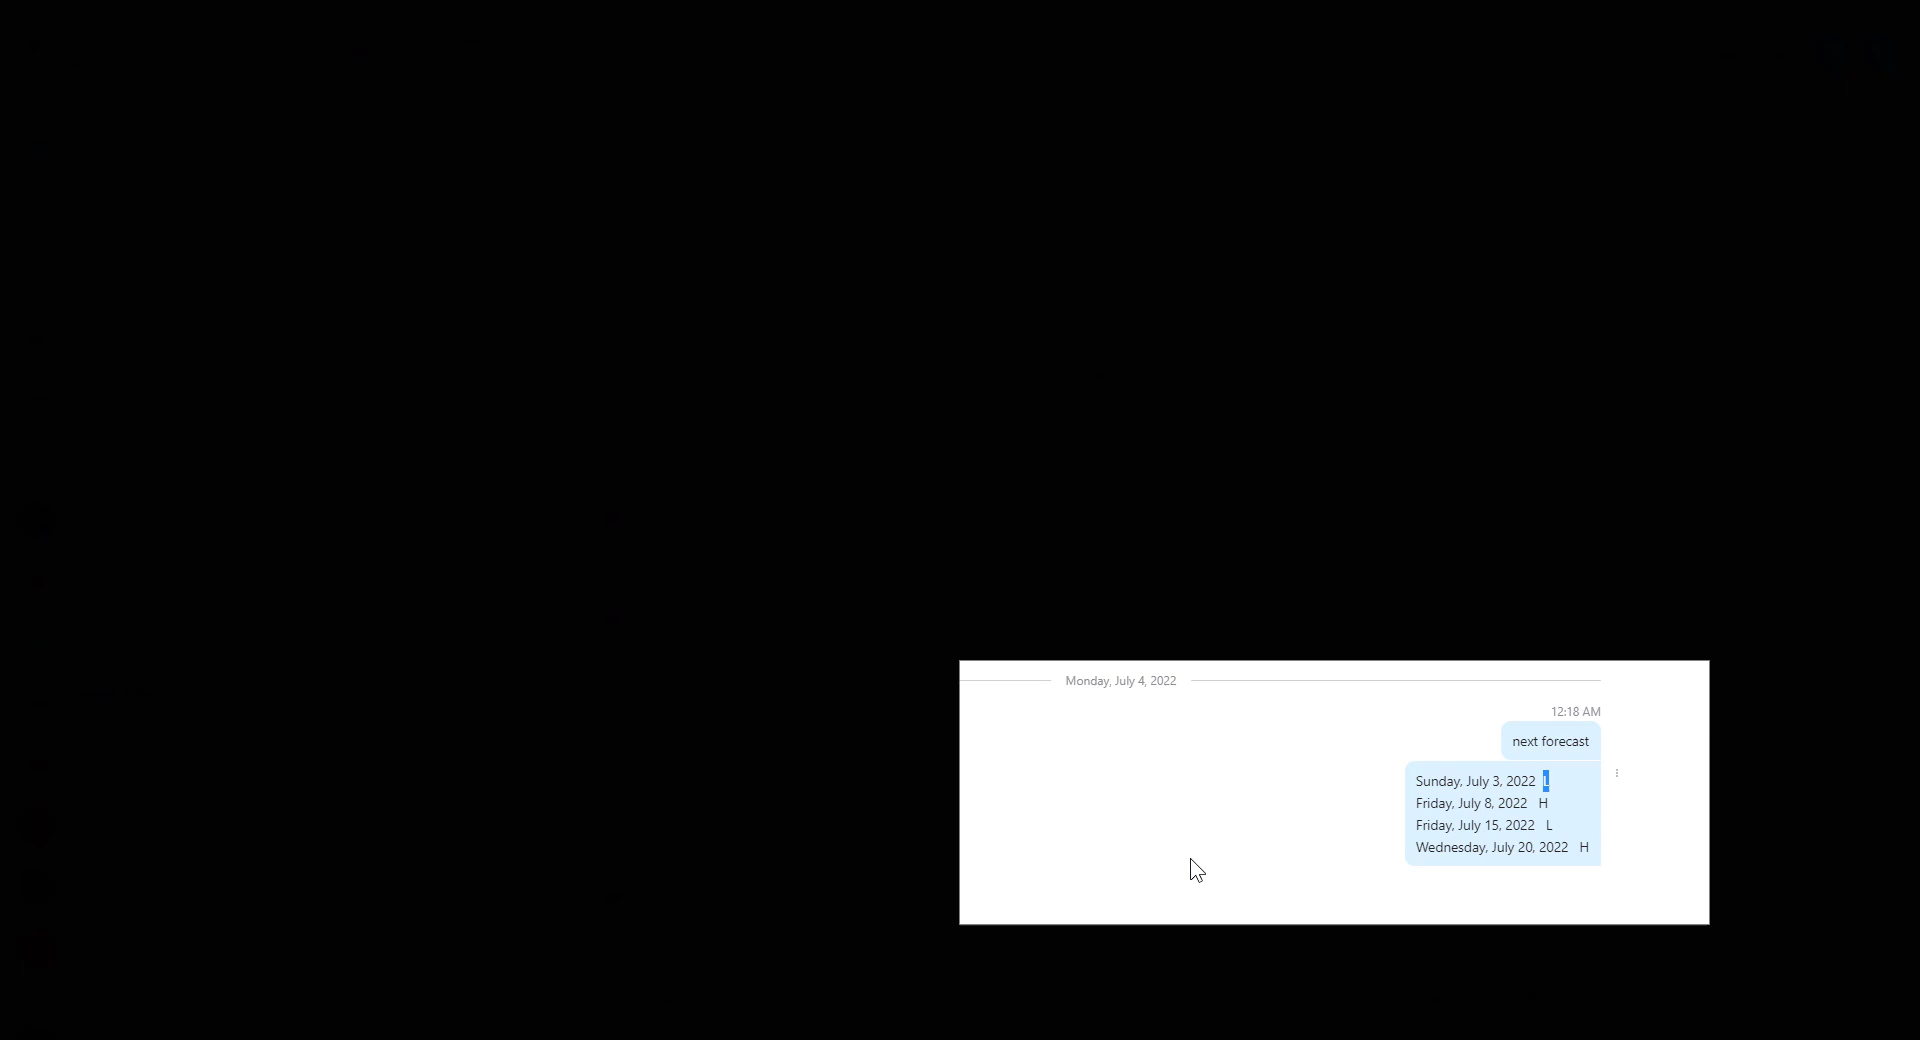 Monday, July 4, 2022
12:18 AM
next forecast
Sunday, July 3, 2022 L
Friday, July 8, 2022 H
Friday, July 15, 2022 L
Wednesday, July 20, 2022 H